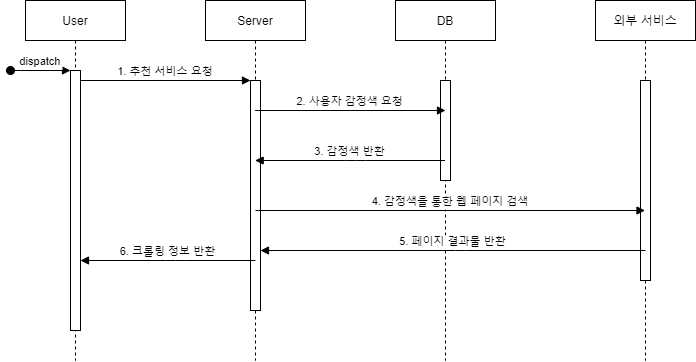 User
Server
DB
외부 서비스
dispatch
1. 추천 서비스 요청
2. 사용자 감정색 요청
3. 감정색 반환
4. 감정색을 통한 웹 페이지 검색
5. 페이지 결과물 반환
6. 크롤링 정보 반환